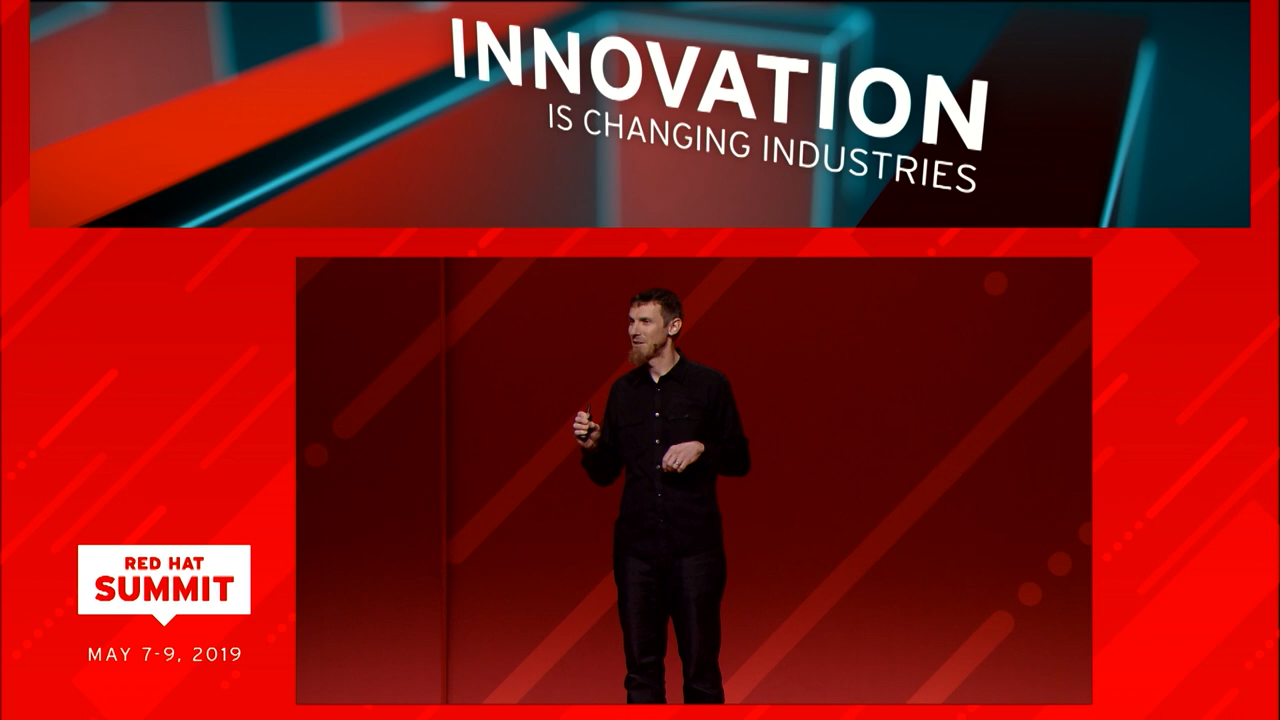 INNOVATION
IS CHANGING INDUSTRIES
RED HAT
SUMMIT
MAY 7-9, 2019